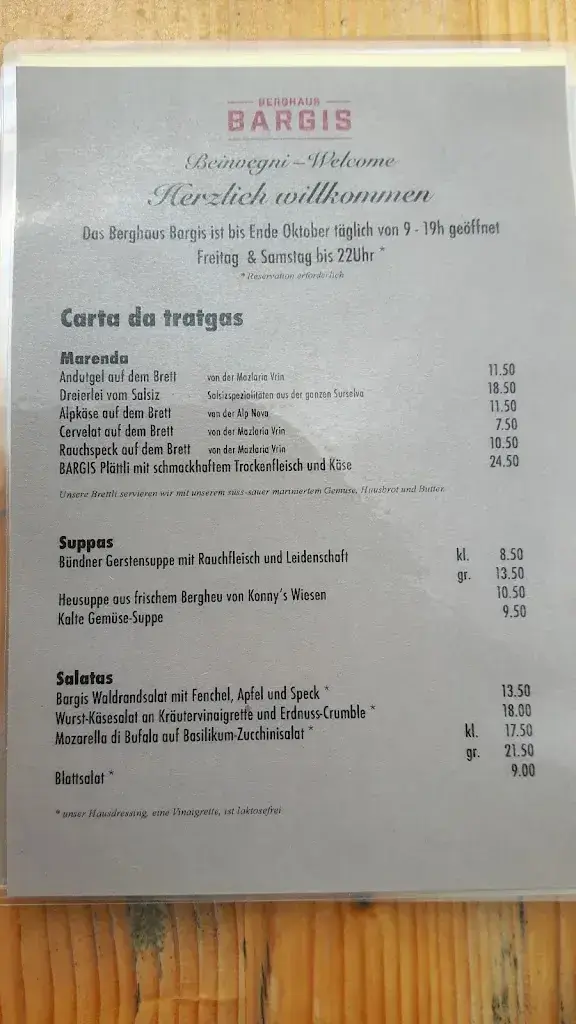 BERGHAUS
BARGIS
Beinvegni – Welcome
Herzlich willkommen
Das Berghaus Bargis ist bis Ende Oktober täglich von 9 - 19h geöffnet
Freitag & Samstag bis 22Uhr *
* Reservation erforderlich
Carta da tratgas
Marenda
Andutgel auf dem Brett von der Mazlaria Vrin 11.50
Dreierlei vom Salsiz Salsizspezialitäten aus der ganzen Surselva 18.50
Alpkäse auf dem Brett von der Alp Nova 11.50
Cervelat auf dem Brett von der Mazlaria Vrin 7.50
Rauchspeck auf dem Brett von der Mazlaria Vrin 10.50
BARGIS Plättli mit schmackhaftem Trockenfleisch und Käse 24.50
Unsere Brettli servieren wir mit unserem süss-sauer mariniertem Gemüse, Hausbrot und Butter.
Suppas
Bündner Gerstensuppe mit Rauchfleisch und Leidenschaft kl. 8.50
gr. 13.50
Heusuppe aus frischem Bergheu von Konny's Wiesen 10.50
Kalte Gemüse-Suppe 9.50
Salatas
Bargis Waldrandsalat mit Fenchel, Apfel und Speck * 13.50
Wurst-Käsesalat an Kräutervinaigrette und Erdnuss-Crumble * 18.00
Mozarella di Bufala auf Basilikum-Zucchinisalat * kl. 17.50
gr. 21.50
Blattsalat * 9.00
* unser Hausdressing, eine Vinaigrette, ist laktosefrei